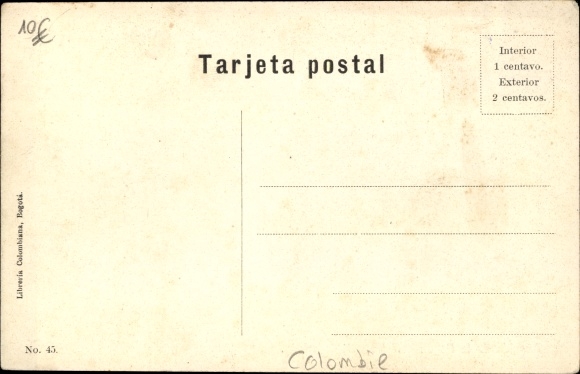 10€
Tarjeta postal
Interior
1 centavo.
Exterior
2 centavos.
Librería Colombiana, Bogotá.
No. 45.
Colombie